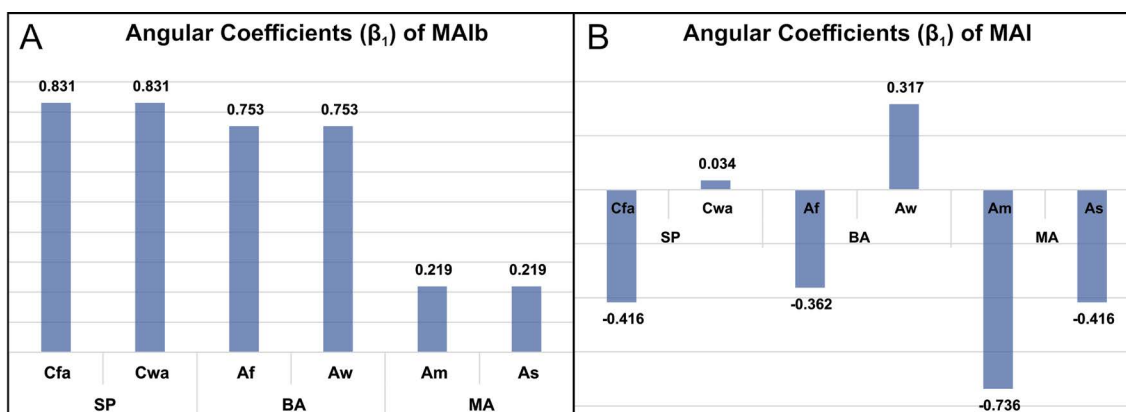 A
Angular Coefficients (β₁) of MAIb
0.831
0.831
0.753
0.753
0.219
0.219
Cfa
Cwa
Af
Aw
Am
As
SP
BA
MA
B
Angular Coefficients (β₁) of MAI
0.317
0.034
Cfa
Cwa
Af
Aw
Am
As
SP
BA
MA
-0.416
-0.362
-0.736
-0.416